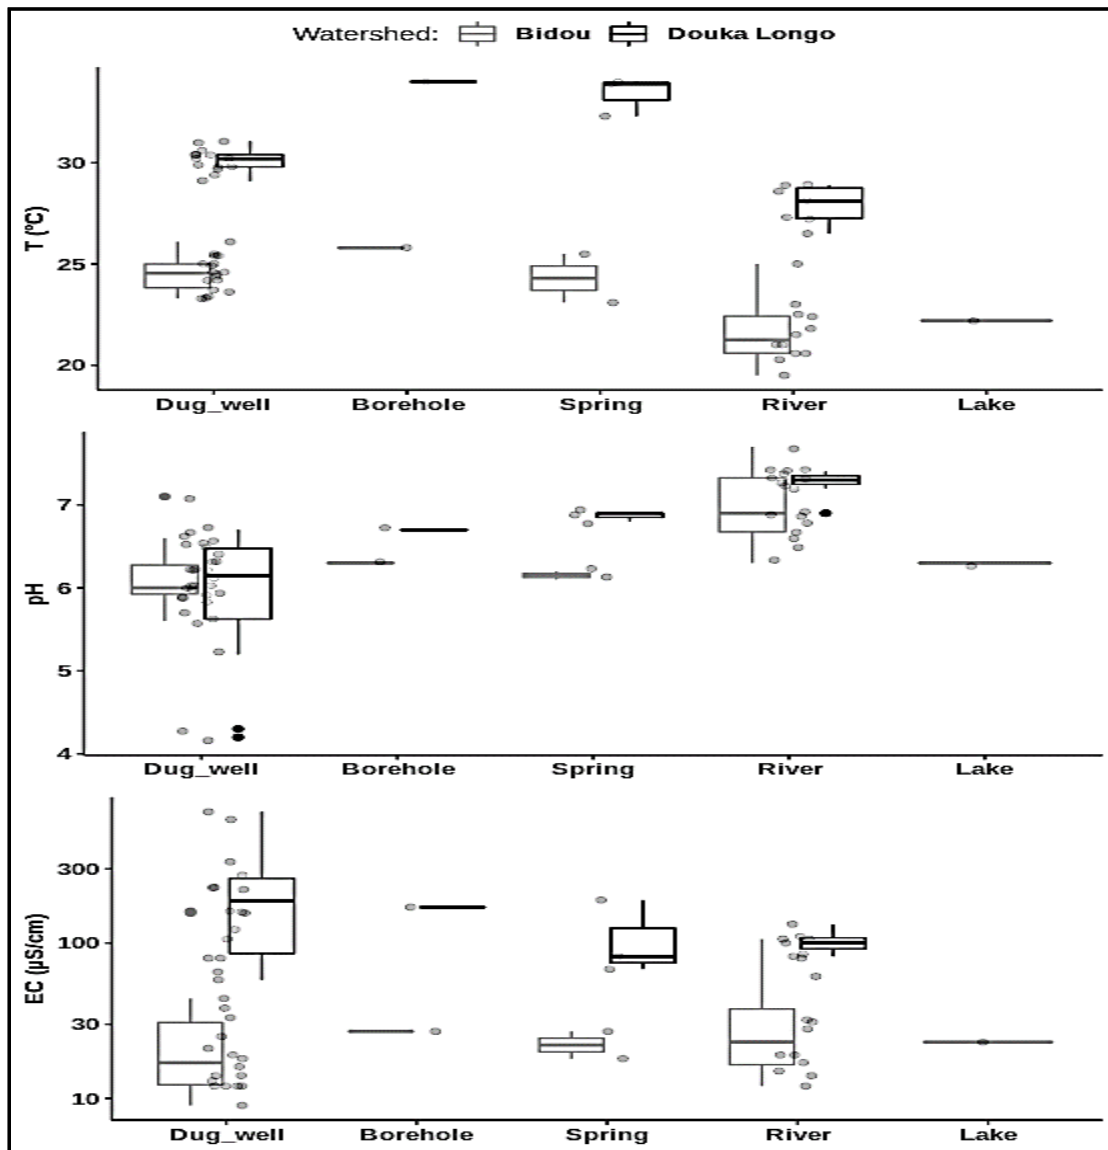 Watershed: Bidou Douka Longo
T (ºC)
30
25
20
Dug_well Borehole Spring River Lake
pH
7
6
5
4
Dug_well Borehole Spring River Lake
EC (µS/cm)
300
100
30
10
Dug_well Borehole Spring River Lake